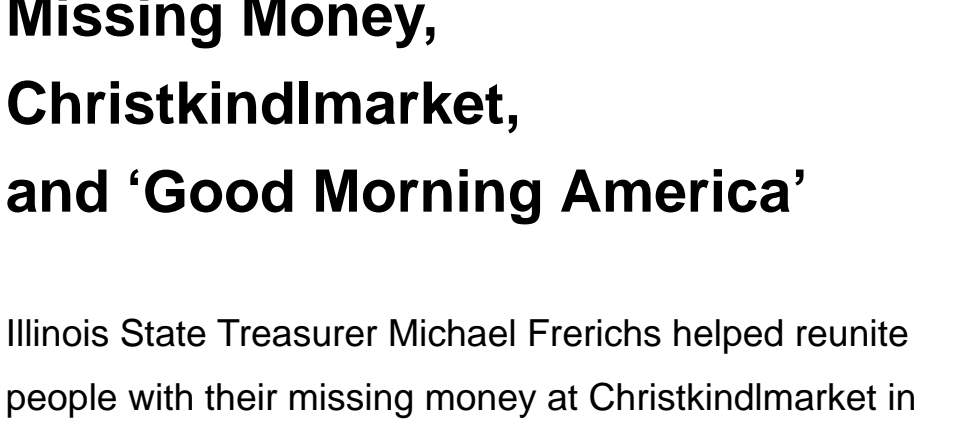 Missing Money,
Christkindlmarket,
and ‘Good Morning America’
Illinois State Treasurer Michael Frerichs helped reunite
people with their missing money at Christkindlmarket in